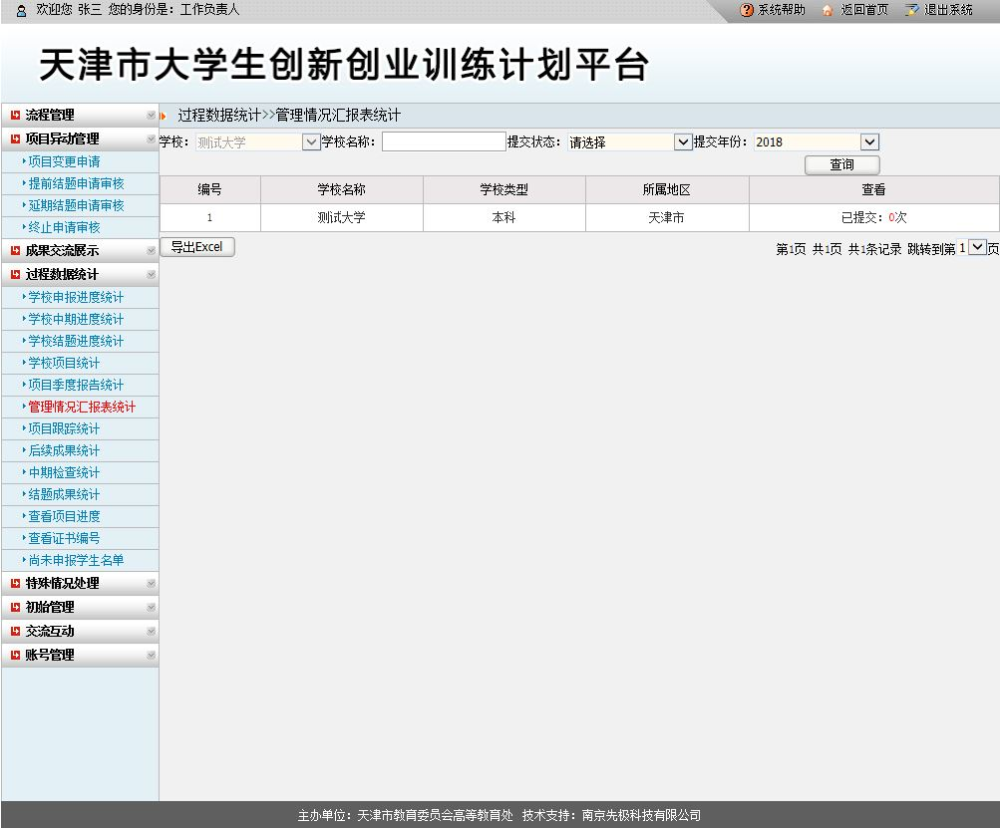 欢迎您 张三 您的身份是：工作负责人 系统帮助 返回首页 退出系统
天津市大学生创新创业训练计划平台
流程管理
项目异动管理
项目变更申请
提前结题申请审核
延期结题申请审核
终止申请审核
成果交流展示
过程数据统计
学校申报进度统计
学校中期进度统计
学校结题进度统计
学校项目统计
项目季度报告统计
管理情况汇报表统计
项目跟踪统计
后续成果统计
中期检查统计
结题成果统计
查看项目进度
查看证书编号
尚未申报学生名单
特殊情况处理
初始管理
交流互动
账号管理
过程数据统计>>管理情况汇报表统计
学校：测试大学 学校名称： 提交状态：请选择 提交年份：2018
查询
编号 学校名称 学校类型 所属地区 查看
1 测试大学 本科 天津市 已提交：0次
导出Excel 第1页 共1页 共1条记录 跳转到第 1 页
主办单位：天津市教育委员会高等教育处 技术支持：南京先极科技有限公司